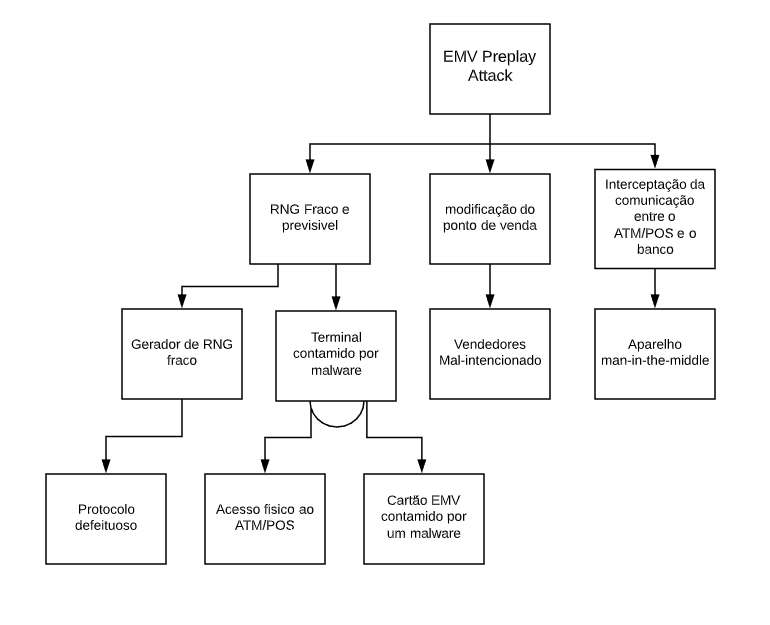 EMV Preplay
Attack
RNG Fraco e
previsivel
modificação do
ponto de venda
Interceptação da
comunicação
entre o
ATM/POS e o
banco
Gerador de RNG
fraco
Terminal
contamido por
malware
Vendedores
Mal-intencionado
Aparelho
man-in-the-middle
Protocolo
defeituoso
Acesso fisico ao
ATM/POS
Cartão EMV
contamido por
um malware